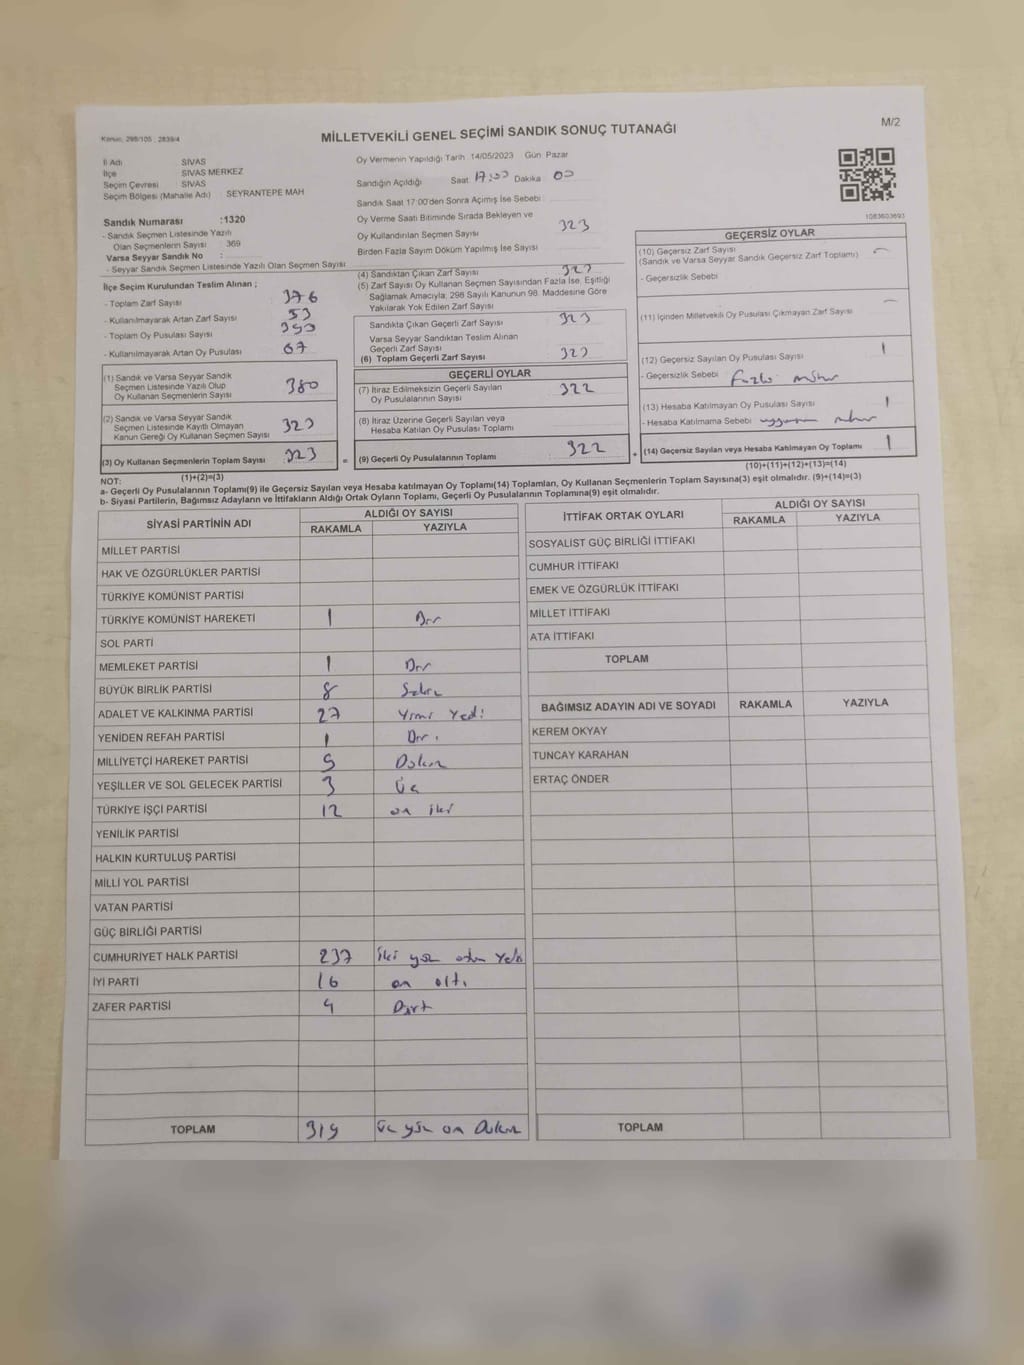 Kanun: 298/105 : 2839/4
MİLLETVEKİLİ GENEL SEÇİMİ SANDIK SONUÇ TUTANAĞI
M/2
İl Adı SİVAS
İlçe SİVAS MERKEZ
Seçim Çevresi SİVAS
Seçim Bölgesi (Mahalle Adı) SEYRANTEPE MAH
Sandık Numarası :1320
- Sandık Seçmen Listesinde Yazılı
Olan Seçmenlerin Sayısı : 369
Varsa Seyyar Sandık No :
- Seyyar Sandık Seçmen Listesinde Yazılı Olan Seçmen Sayısı
İlçe Seçim Kurulundan Teslim Alınan ;
- Toplam Zarf Sayısı 376
- Kullanılmayarak Artan Zarf Sayısı 53
- Toplam Oy Pusulası Sayısı 390
- Kullanılmayarak Artan Oy Pusulası 67
(1) Sandık ve Varsa Seyyar Sandık
Seçmen Listesinde Yazılı Olup
Oy Kullanan Seçmenlerin Sayısı 380
(2) Sandık ve Varsa Seyyar Sandık
Seçmen Listesinde Kayıtlı Olmayan
Kanun Gereği Oy Kullanan Seçmen Sayısı 323
(3) Oy Kullanan Seçmenlerin Toplam Sayısı 323
(1)+(2)=(3)
Oy Vermenin Yapıldığı Tarih 14/05/2023 Gün Pazar
Sandığın Açıldığı Saat 17:00 Dakika 00
Sandık Saat 17:00'den Sonra Açımış İse Sebebi
Oy Verme Saati Bitiminde Sırada Bekleyen ve
Oy Kullandırılan Seçmen Sayısı 323
Birden Fazla Sayım Döküm Yapılmış İse Sayısı
(4) Sandıktan Çıkan Zarf Sayısı 323
(5) Zarf Sayısı Oy Kullanan Seçmen Sayısından Fazla İse, Eşitliği
Sağlamak Amacıyla; 298 Sayılı Kanunun 98. Maddesine Göre
Yakılarak Yok Edilen Zarf Sayısı
Sandıkta Çıkan Geçerli Zarf Sayısı 323
Varsa Seyyar Sandıktan Teslim Alınan
Geçerli Zarf Sayısı
(6) Toplam Geçerli Zarf Sayısı 323
GEÇERLİ OYLAR
(7) İtiraz Edilmeksizin Geçerli Sayılan
Oy Pusulalarının Sayısı 322
(8) İtiraz Üzerine Geçerli Sayılan veya
Hesaba Katılan Oy Pusulası Toplamı
= (9) Geçerli Oy Pusulalarının Toplamı 322
1083603693
GEÇERSİZ OYLAR
(10) Geçersiz Zarf Sayısı
(Sandık ve Varsa Seyyar Sandık Geçersiz Zarf Toplamı)
- Geçersizlik Sebebi
(11) İçinden Milletvekili Oy Pusulası Çıkmayan Zarf Sayısı
(12) Geçersiz Sayılan Oy Pusulası Sayısı 1
- Geçersizlik Sebebi Fazla mühür
(13) Hesaba Katılmayan Oy Pusulası Sayısı 1
- Hesaba Katılmama Sebebi
+ (14) Geçersiz Sayılan veya Hesaba Katılmayan Oy Toplamı 1
(10)+(11)+(12)+(13)=(14)
NOT:
a- Geçerli Oy Pusulalarının Toplamı(9) ile Geçersiz Sayılan veya Hesaba katılmayan Oy Toplamı(14) Toplamları, Oy Kullanan Seçmenlerin Toplam Sayısına(3) eşit olmalıdır. (9)+(14)=(3)
b- Siyasi Partilerin, Bağımsız Adayların ve İttifakların Aldığı Ortak Oyların Toplamı, Geçerli Oy Pusulalarının Toplamına(9) eşit olmalıdır.
SİYASİ PARTİNİN ADI ALDIĞI OY SAYISI
RAKAMLA YAZIYLA
MİLLET PARTİSİ
HAK VE ÖZGÜRLÜKLER PARTİSİ
TÜRKİYE KOMÜNİST PARTİSİ
TÜRKİYE KOMÜNİST HAREKETİ 1 Bir
SOL PARTİ
MEMLEKET PARTİSİ 1 Bir
BÜYÜK BİRLİK PARTİSİ 8 Sekiz
ADALET VE KALKINMA PARTİSİ 27 Yirmi Yedi
YENİDEN REFAH PARTİSİ 1 Bir
MİLLİYETÇİ HAREKET PARTİSİ 9 Dokuz
YEŞİLLER VE SOL GELECEK PARTİSİ 3 Üç
TÜRKİYE İŞÇİ PARTİSİ 12 on iki
YENİLİK PARTİSİ
HALKIN KURTULUŞ PARTİSİ
MİLLİ YOL PARTİSİ
VATAN PARTİSİ
GÜÇ BİRLİĞİ PARTİSİ
CUMHURİYET HALK PARTİSİ 237 iki yüz otuz Yedi
İYİ PARTİ 16 on altı
ZAFER PARTİSİ 4 Dört
TOPLAM 319 üç yüz on Dokuz
İTTİFAK ORTAK OYLARI ALDIĞI OY SAYISI
RAKAMLA YAZIYLA
SOSYALİST GÜÇ BİRLİĞİ İTTİFAKI
CUMHUR İTTİFAKI
EMEK VE ÖZGÜRLÜK İTTİFAKI
MİLLET İTTİFAKI
ATA İTTİFAKI
TOPLAM
BAĞIMSIZ ADAYIN ADI VE SOYADI RAKAMLA YAZIYLA
KEREM OKYAY
TUNCAY KARAHAN
ERTAÇ ÖNDER
TOPLAM